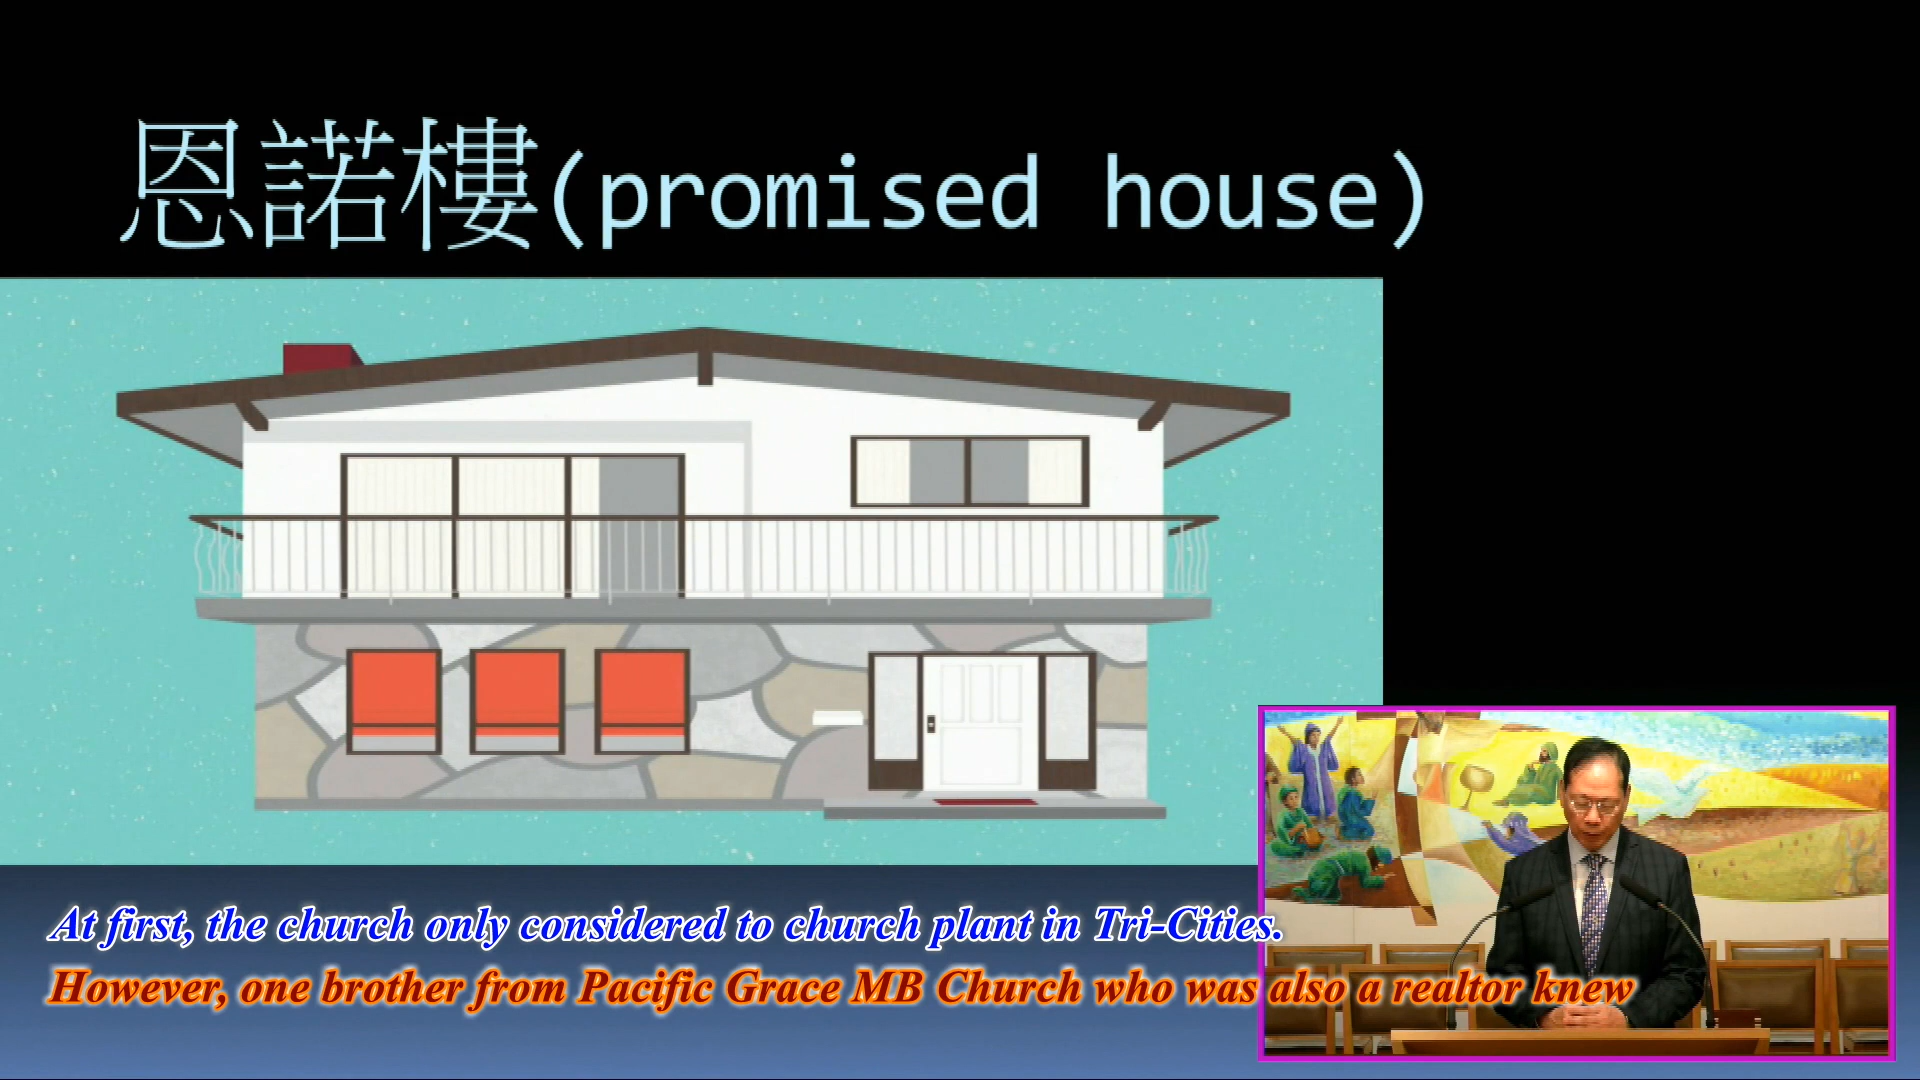 恩諾樓(promised house)
At first, the church only considered to church plant in Tri-Cities.
However, one brother from Pacific Grace MB Church who was also a realtor knew